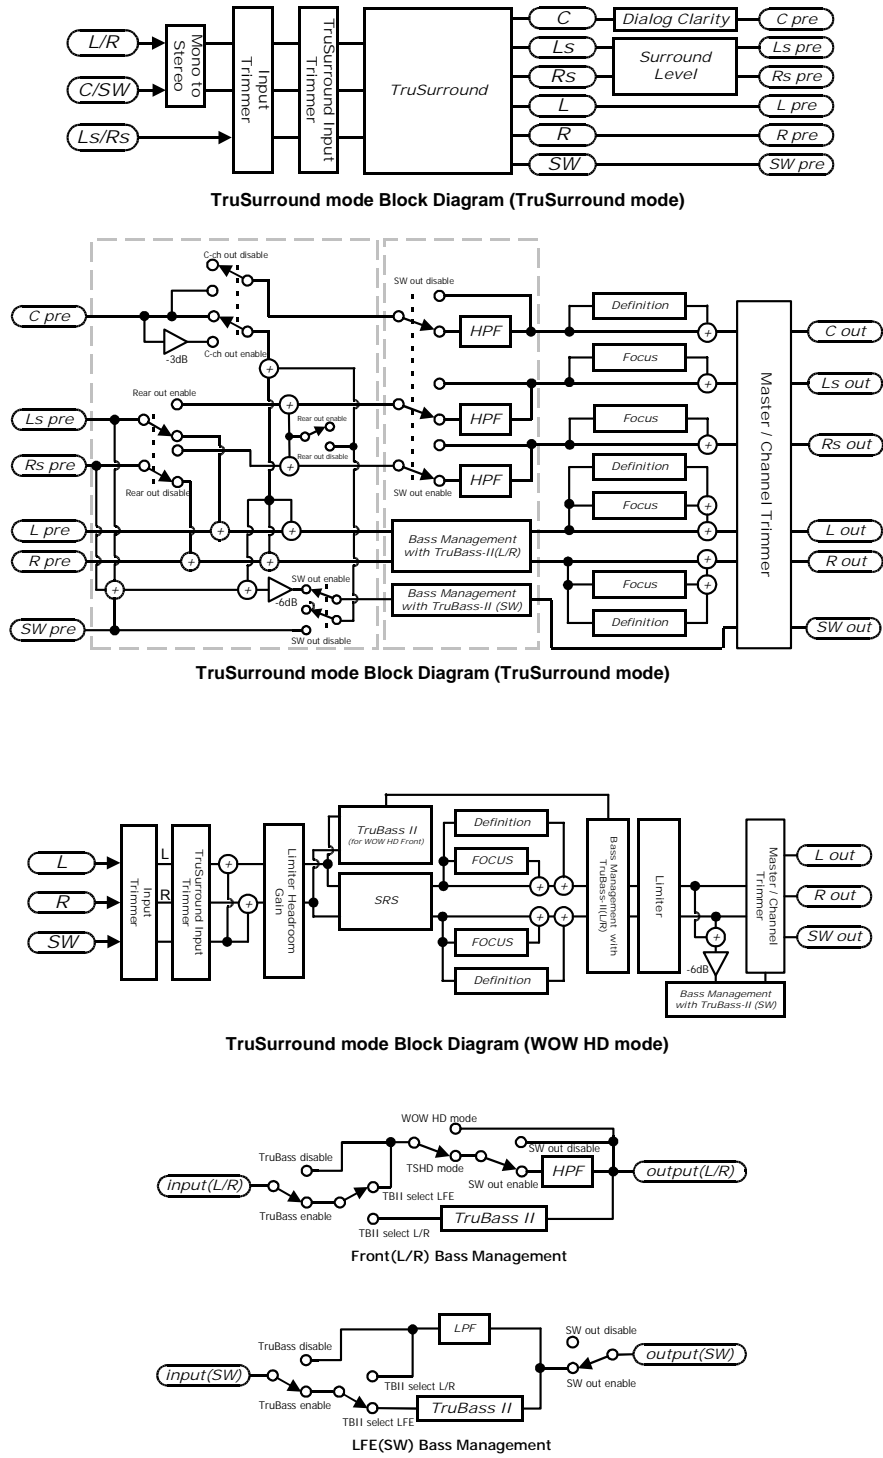 L/R
C/SW
Ls/Rs
Mono to
Stereo
Input
Trimmer
TruSurround Input
Trimmer
TruSurround
C
Ls
Rs
L
R
SW
Dialog Clarity
Surround
Level
C pre
Ls pre
Rs pre
L pre
R pre
SW pre
TruSurround mode Block Diagram (TruSurround mode)
C pre
Ls pre
Rs pre
L pre
R pre
SW pre
C-ch out disable
-3dB
C-ch out enable
Rear out enable
Rear out disable
Rear out enable
Rear out disable
+
+
+
+
+
+
+
+
+
+
-6dB
SW out enable
SW out disable
SW out disable
HPF
HPF
HPF
SW out enable
Bass Management
with TruBass-II(L/R)
Bass Management
with TruBass-II (SW)
Definition
+
Focus
+
Focus
+
Definition
Focus
+
+
+
Focus
+
Definition
Master / Channel Trimmer
C out
Ls out
Rs out
L out
R out
SW out
TruSurround mode Block Diagram (TruSurround mode)
L
R
SW
Input
Trimmer
L
R
TruSurround Input
Trimmer
+
+
Limiter Headroom
Gain
TruBass II
(for WOW HD Front)
SRS
Definition
FOCUS
+
+
+
+
FOCUS
Definition
Bass Management with
TruBass-II(L/R)
Limiter
+
-6dB
Bass Management
with TruBass-II (SW)
Master / Channel
Trimmer
L out
R out
SW out
TruSurround mode Block Diagram (WOW HD mode)
WOW HD mode
TruBass disable
TSHD mode
SW out disable
input(L/R)
SW out enable
HPF
output(L/R)
TruBass enable
TBII select LFE
TBII select L/R
TruBass II
Front(L/R) Bass Management
TruBass disable
LPF
SW out disable
input(SW)
output(SW)
TBII select L/R
SW out enable
TruBass enable
TBII select LFE
TruBass II
LFE(SW) Bass Management